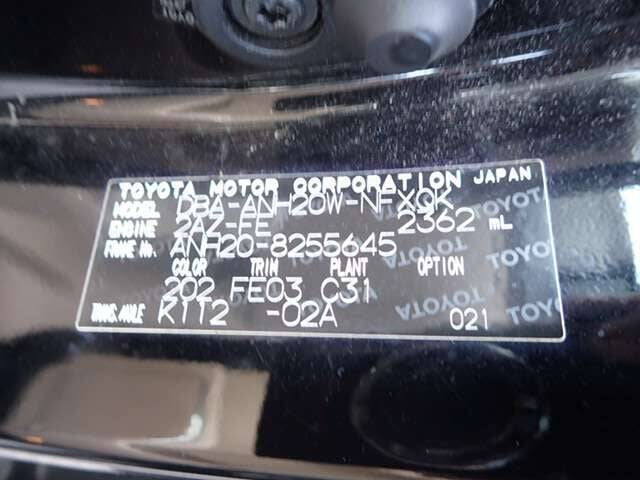 TOYOTA MOTOR CORPORATION JAPAN
MODEL DBA-ANH20W-NFXQK
ENGINE 2AZ-FE 2362 mL
FRAME No. ANH20-8255645
COLOR TRIM PLANT OPTION
202 FE03 C31
TRANS./AXLE K112 -02A 021